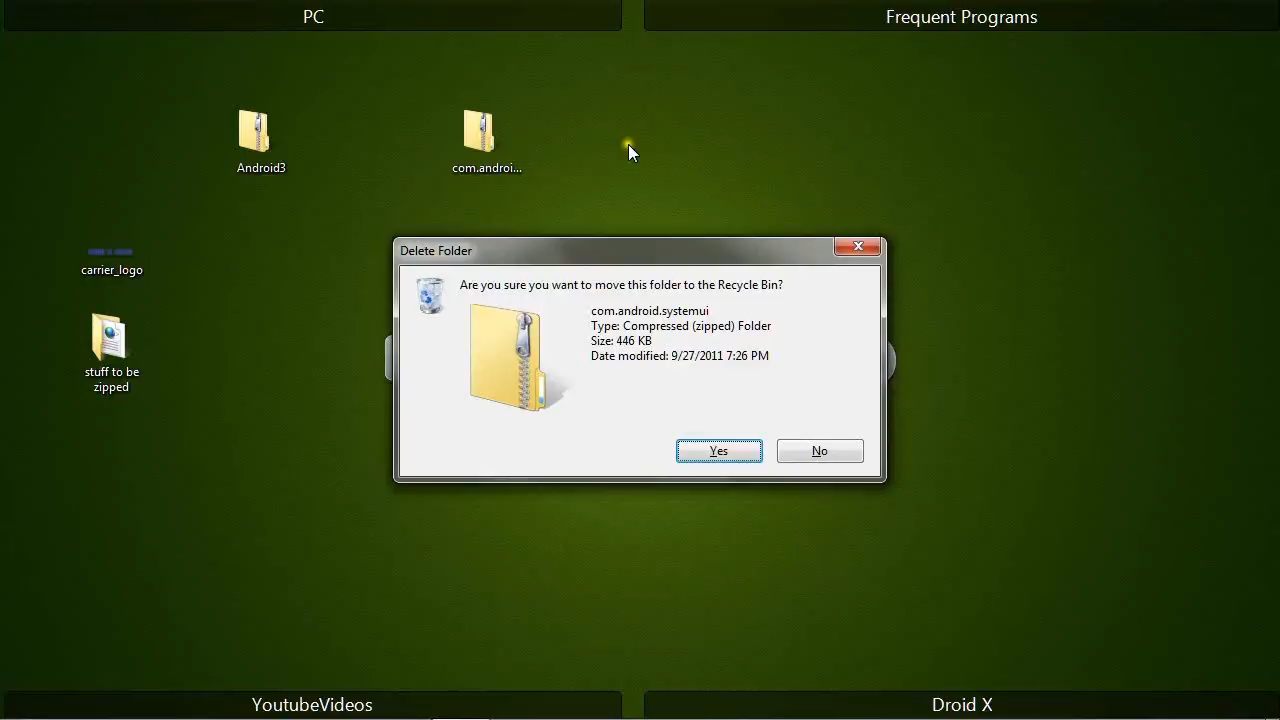 PC
Frequent Programs
Android3
com.androi...
carrier_logo
stuff to be
zipped
Delete Folder
Are you sure you want to move this folder to the Recycle Bin?
com.android.systemui
Type: Compressed (zipped) Folder
Size: 446 KB
Date modified: 9/27/2011 7:26 PM
Yes
No
YoutubeVideos
Droid X